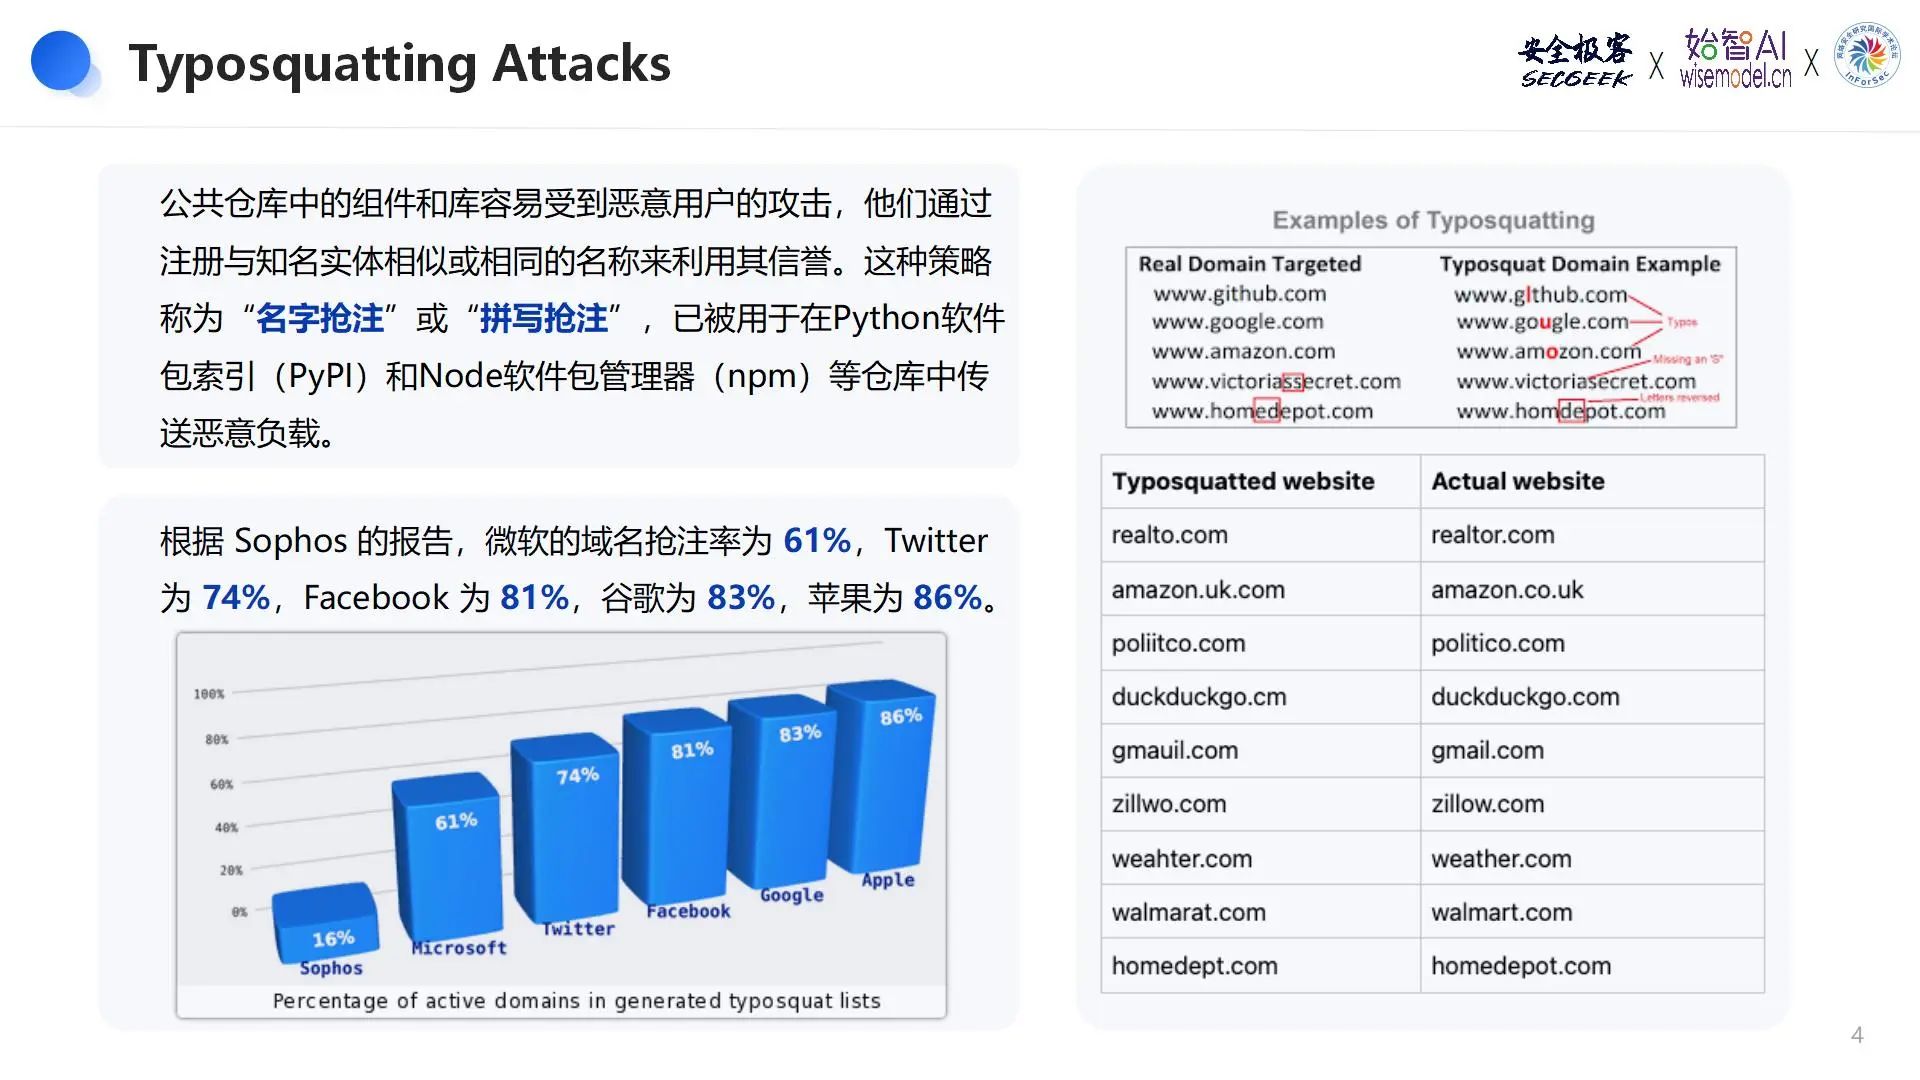 Typosquatting Attacks
安全极客
SECGEEK
X
始智AI
wisemodel.cn
X
网络安全研究国际学术论坛
InForSec
公共仓库中的组件和库容易受到恶意用户的攻击，他们通过
注册与知名实体相似或相同的名称来利用其信誉。这种策略
称为“名字抢注”或“拼写抢注”，已被用于在Python软件
包索引（PyPI）和Node软件包管理器（npm）等仓库中传
送恶意负载。
根据 Sophos 的报告，微软的域名抢注率为 61%，Twitter
为 74%，Facebook 为 81%，谷歌为 83%，苹果为 86%。
100%
80%
60%
40%
20%
0%
16%
61%
74%
81%
83%
86%
Sophos
Microsoft
Twitter
Facebook
Google
Apple
Percentage of active domains in generated typosquat lists
Examples of Typosquatting
Real Domain Targeted Typosquat Domain Example
www.github.com www.glthub.com
www.google.com www.gougle.com Typos
www.amazon.com www.amozon.com
Missing an "S"
www.victoriassecret.com www.victoriasecret.com
Letters reversed
www.homedepot.com www.homdepot.com
Typosquatted website Actual website
realto.com realtor.com
amazon.uk.com amazon.co.uk
poliitco.com politico.com
duckduckgo.cm duckduckgo.com
gmauil.com gmail.com
zillwo.com zillow.com
weahter.com weather.com
walmarat.com walmart.com
homedept.com homedepot.com
4